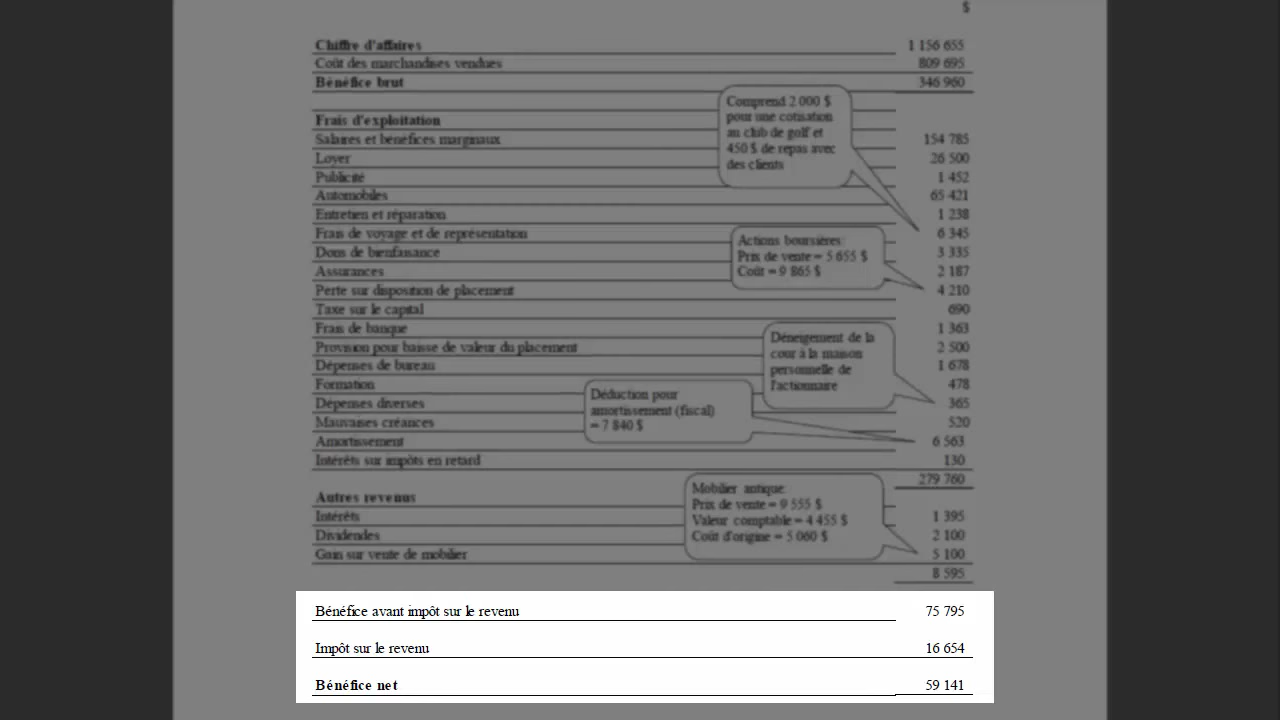 $
Chiffre d'affaires 1 156 655
Coût des marchandises vendues 809 695
Bénéfice brut 346 960
Comprend 2 000 $
pour une cotisation
au club de golf et
450 $ de repas avec
des clients
Frais d'exploitation
Salaires et bénéfices marginaux 154 785
Loyer 26 500
Publicité 1 452
Automobiles 65 421
Entretien et réparation 1 238
Frais de voyage et de représentation 6 345
Actions boursières:
Prix de vente = 5 655 $
Coût = 9 865 $
Dons de bienfaisance 3 335
Assurances 2 187
Perte sur disposition de placement 4 210
Taxe sur le capital 690
Frais de banque 1 363
Déneigement de la
cour à la maison
personnelle de
l'actionnaire
Provision pour baisse de valeur du placement 2 500
Dépenses de bureau 1 678
Formation 478
Déduction pour
amortissement (fiscal)
= 7 840 $
Dépenses diverses 365
Mauvaises créances 520
Amortissement 6 563
Intérêts sur impôts en retard 130
279 760
Mobilier antique:
Prix de vente = 9 555 $
Valeur comptable = 4 455 $
Coût d'origine = 5 060 $
Autres revenus
Intérêts 1 395
Dividendes 2 100
Gain sur vente de mobilier 5 100
8 595
Bénéfice avant impôt sur le revenu 75 795
Impôt sur le revenu 16 654
Bénéfice net 59 141